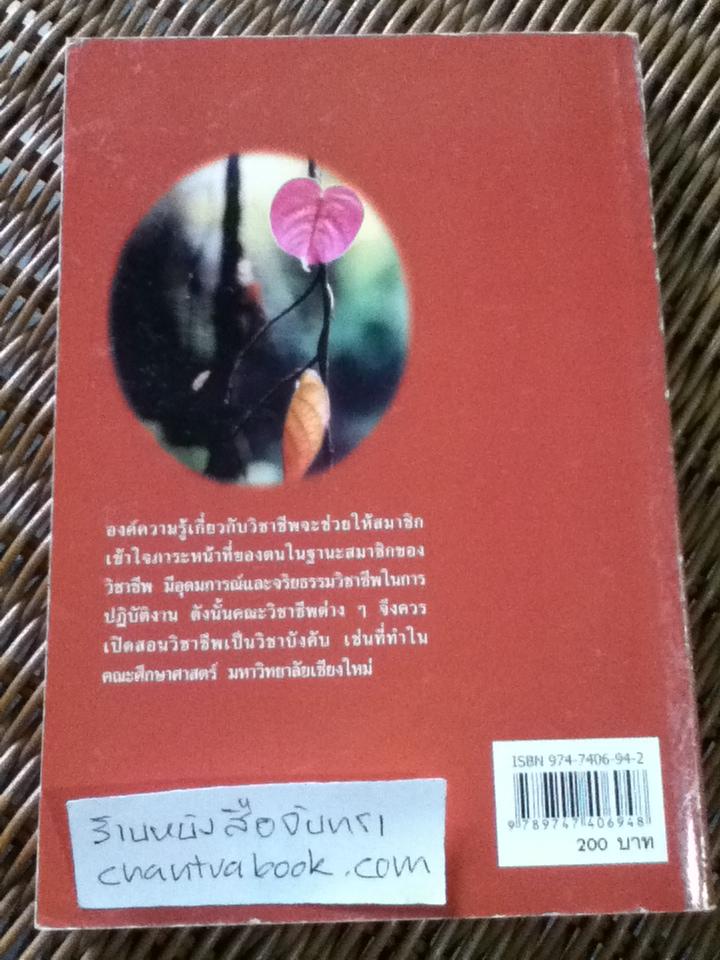 องค์ความรู้เกี่ยวกับวิชาชีพจะช่วยให้สมาชิก
เข้าใจภาระหน้าที่ของตนในฐานะสมาชิกของ
วิชาชีพ มีอุดมการณ์และจริยธรรมวิชาชีพในการ
ปฏิบัติงาน ดังนั้นคณะวิชาชีพต่าง ๆ จึงควร
เปิดสอนวิชาชีพเป็นวิชาบังคับ เช่นที่ทำใน
คณะศึกษาศาสตร์ มหาวิทยาลัยเชียงใหม่
ISBN 974-7406-94-2
9 789747 406948
200 บาท
ร้านหนังสือจันทรา
chantrabook.com